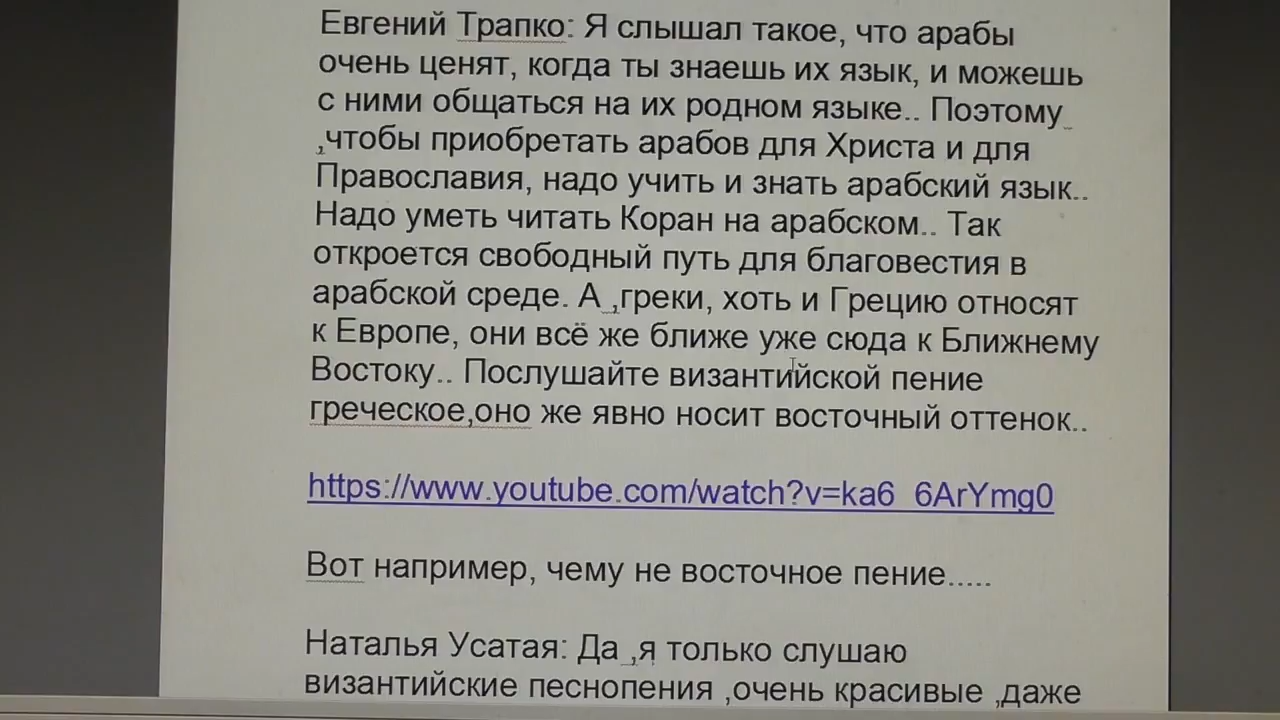 Евгений Трапко: Я слышал такое, что арабы
очень ценят, когда ты знаешь их язык, и можешь
с ними общаться на их родном языке.. Поэтому
,чтобы приобретать арабов для Христа и для
Православия, надо учить и знать арабский язык..
Надо уметь читать Коран на арабском.. Так
откроется свободный путь для благовестия в
арабской среде. А ,греки, хоть и Грецию относят
к Европе, они всё же ближе уже сюда к Ближнему
Востоку.. Послушайте византийской пение
греческое,оно же явно носит восточный оттенок..
https://www.youtube.com/watch?v=ka6_6ArYmg0
Вот например, чему не восточное пение.....
Наталья Усатая: Да ,я только слушаю
византийские песнопения ,очень красивые ,даже